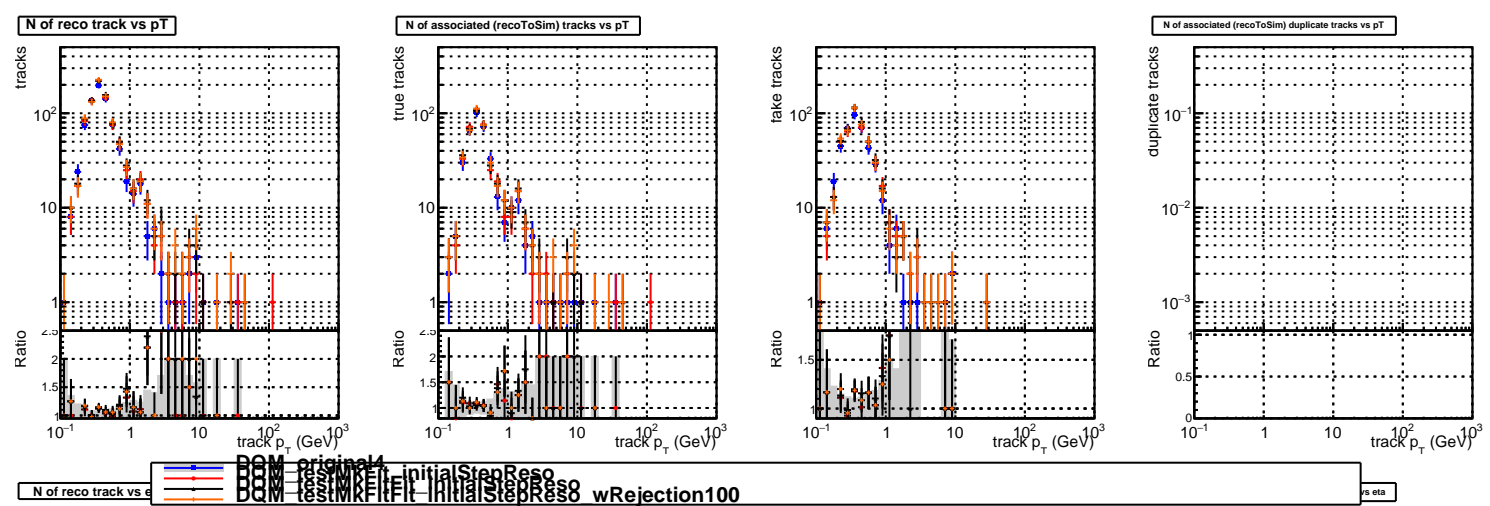 N of reco track vs pT
N of associated (recoToSim) tracks vs pT
N of associated (recoToSim) duplicate tracks vs pT
tracks
10²
10
1
Ratio
2.5
2
1.5
1
10⁻¹ 1 10 10² 10³
track p_T (GeV)
true tracks
10²
10
1
Ratio
2.5
2
1.5
1
10⁻¹ 1 10 10² 10³
track p_T (GeV)
fake tracks
10²
10
1
Ratio
1.5
1
10⁻¹ 1 10 10² 10³
track p_T (GeV)
duplicate tracks
10⁻¹
10⁻²
10⁻³
Ratio
1
0.5
0
10⁻¹ 1 10 10² 10³
track p_T (GeV)
DQM_original4
DQM_testMkFit_initialStepReso
DQM_testMkFitFit_initialStepReso
DQM_testMkFitFit_initialStepReso_wRejection100
N of reco track vs e
vs eta